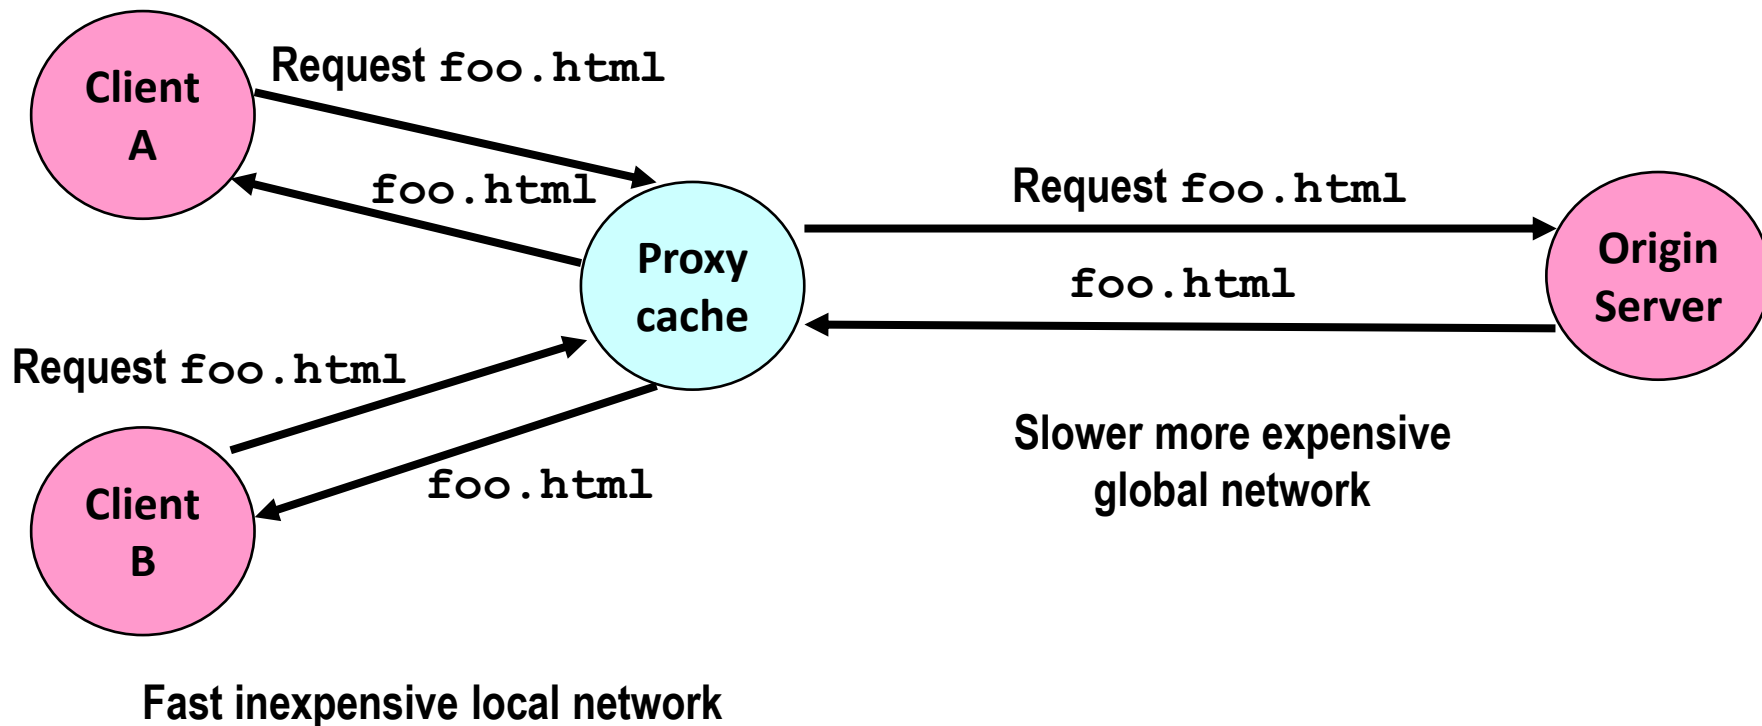 Request foo.html
Client
A
foo.html
Request foo.html
Proxy
cache
Origin
Server
foo.html
Request foo.html
Slower more expensive
global network
foo.html
Client
B
Fast inexpensive local network